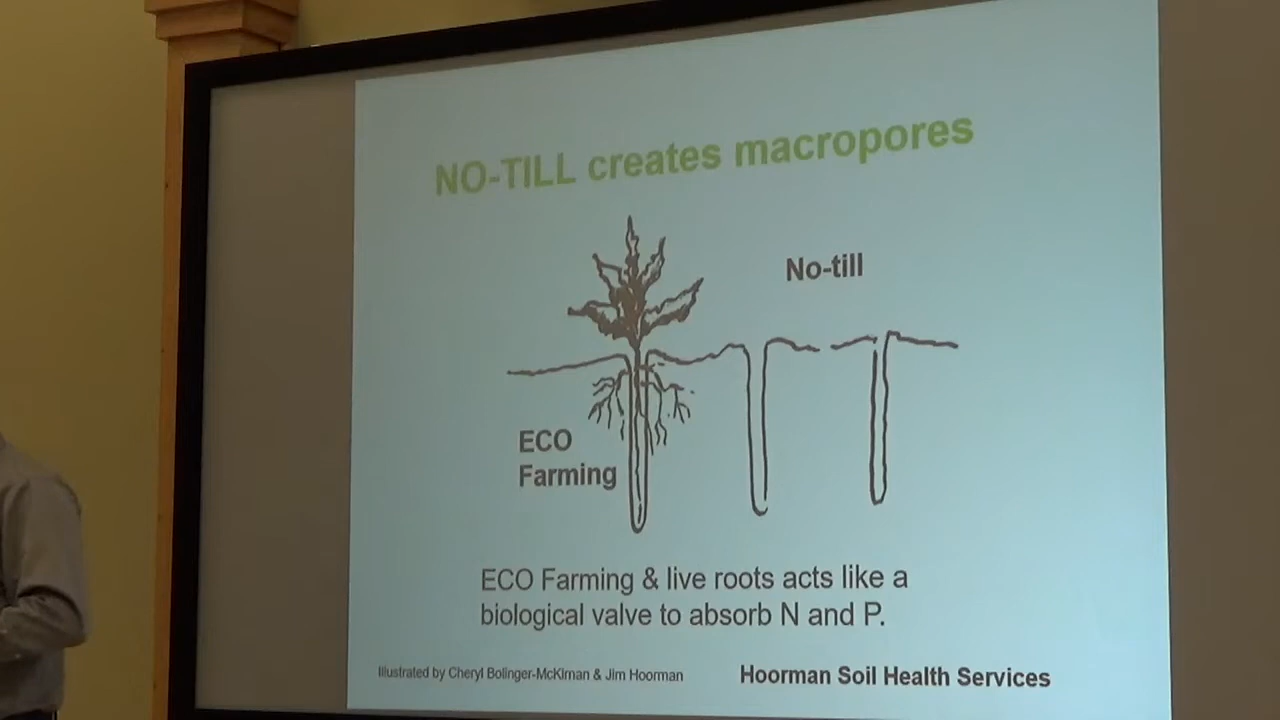 NO-TILL creates macropores
No-till
ECO
Farming
ECO Farming & live roots acts like a
biological valve to absorb N and P.
Illustrated by Cheryl Bolinger-McKirnan & Jim Hoorman
Hoorman Soil Health Services